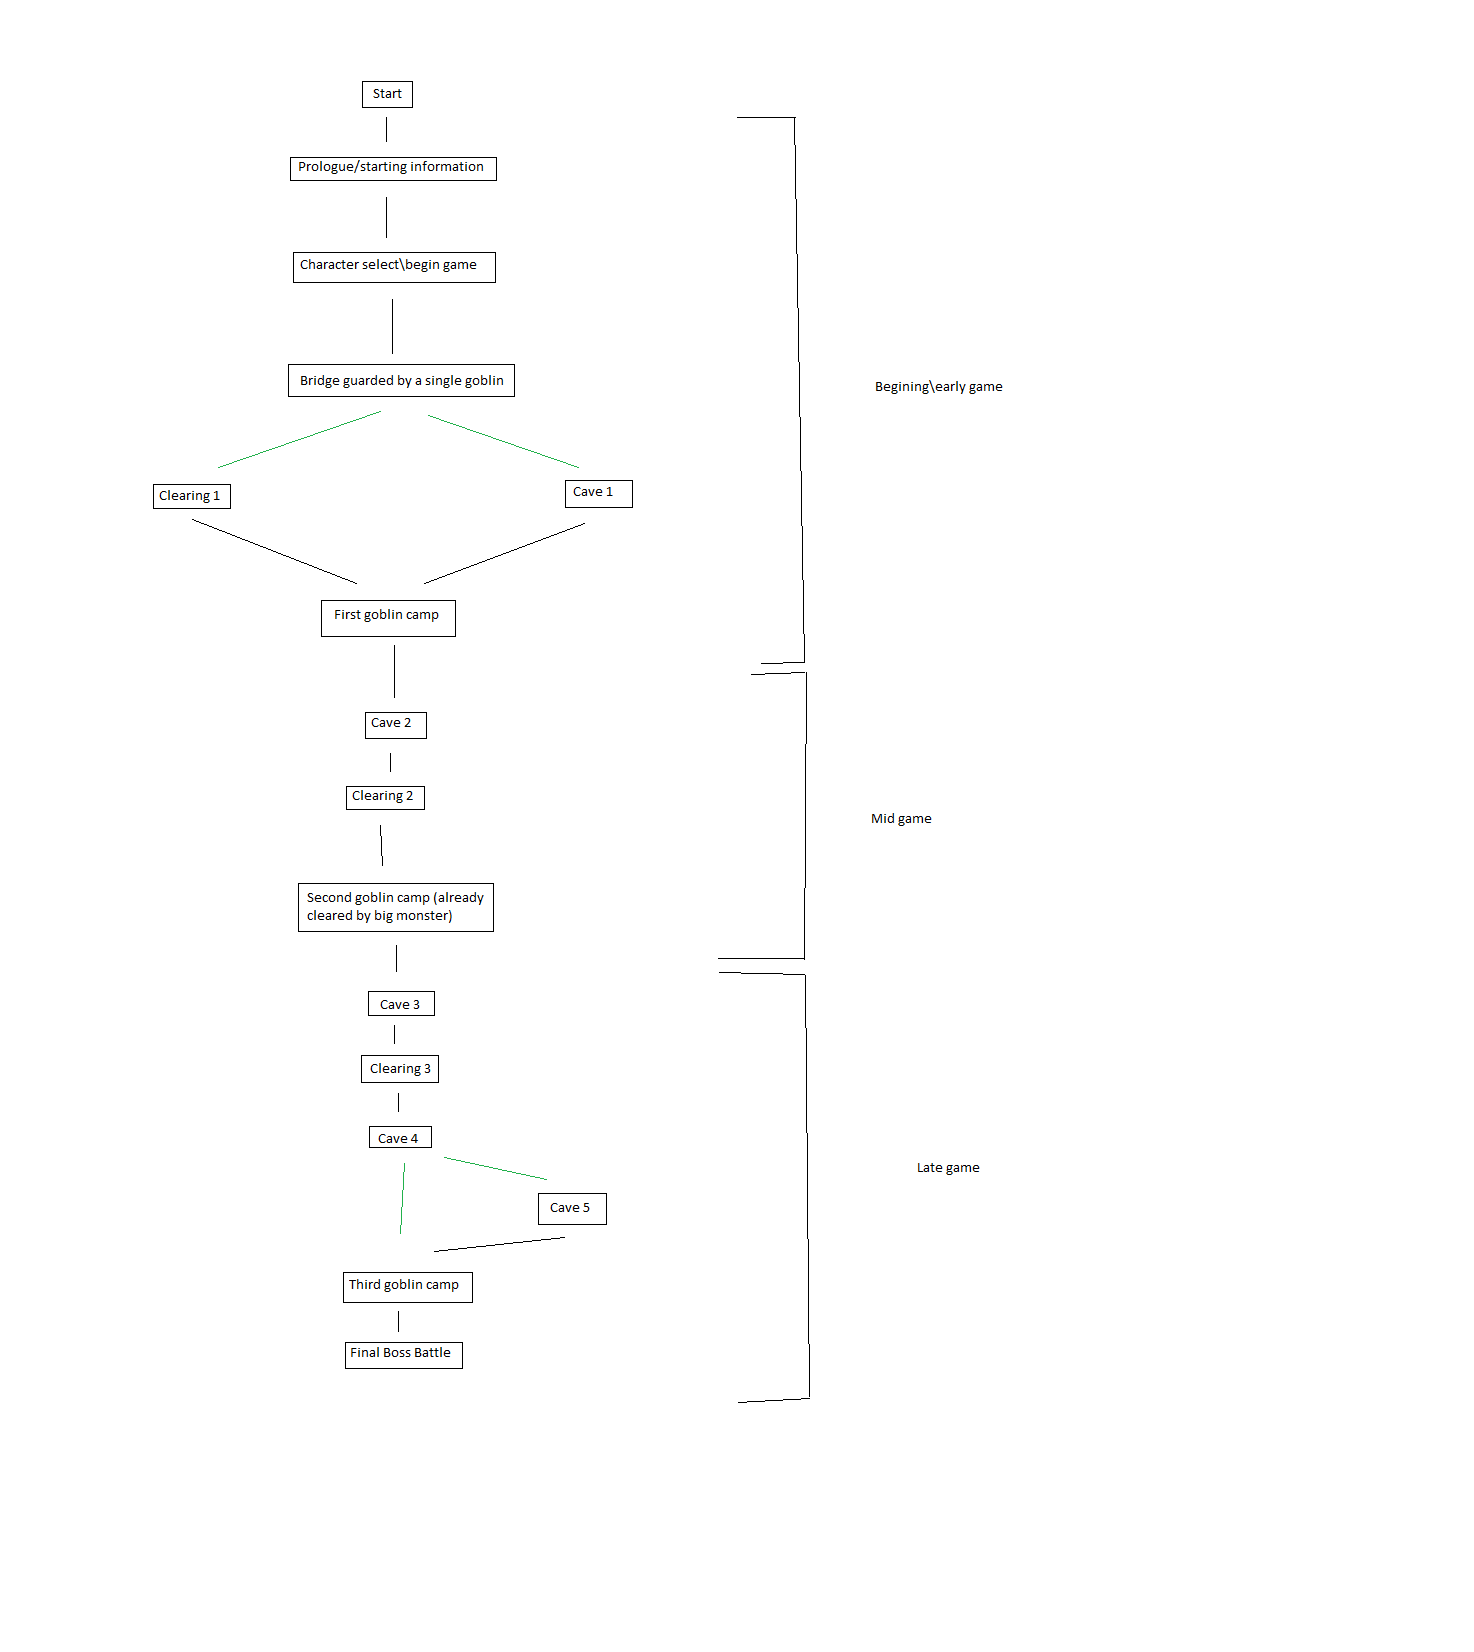 Start
Prologue/starting information
Character select\begin game
Bridge guarded by a single goblin
Begining\early game
Clearing 1
Cave 1
First goblin camp
Cave 2
Clearing 2
Mid game
Second goblin camp (already
cleared by big monster)
Cave 3
Clearing 3
Cave 4
Late game
Cave 5
Third goblin camp
Final Boss Battle